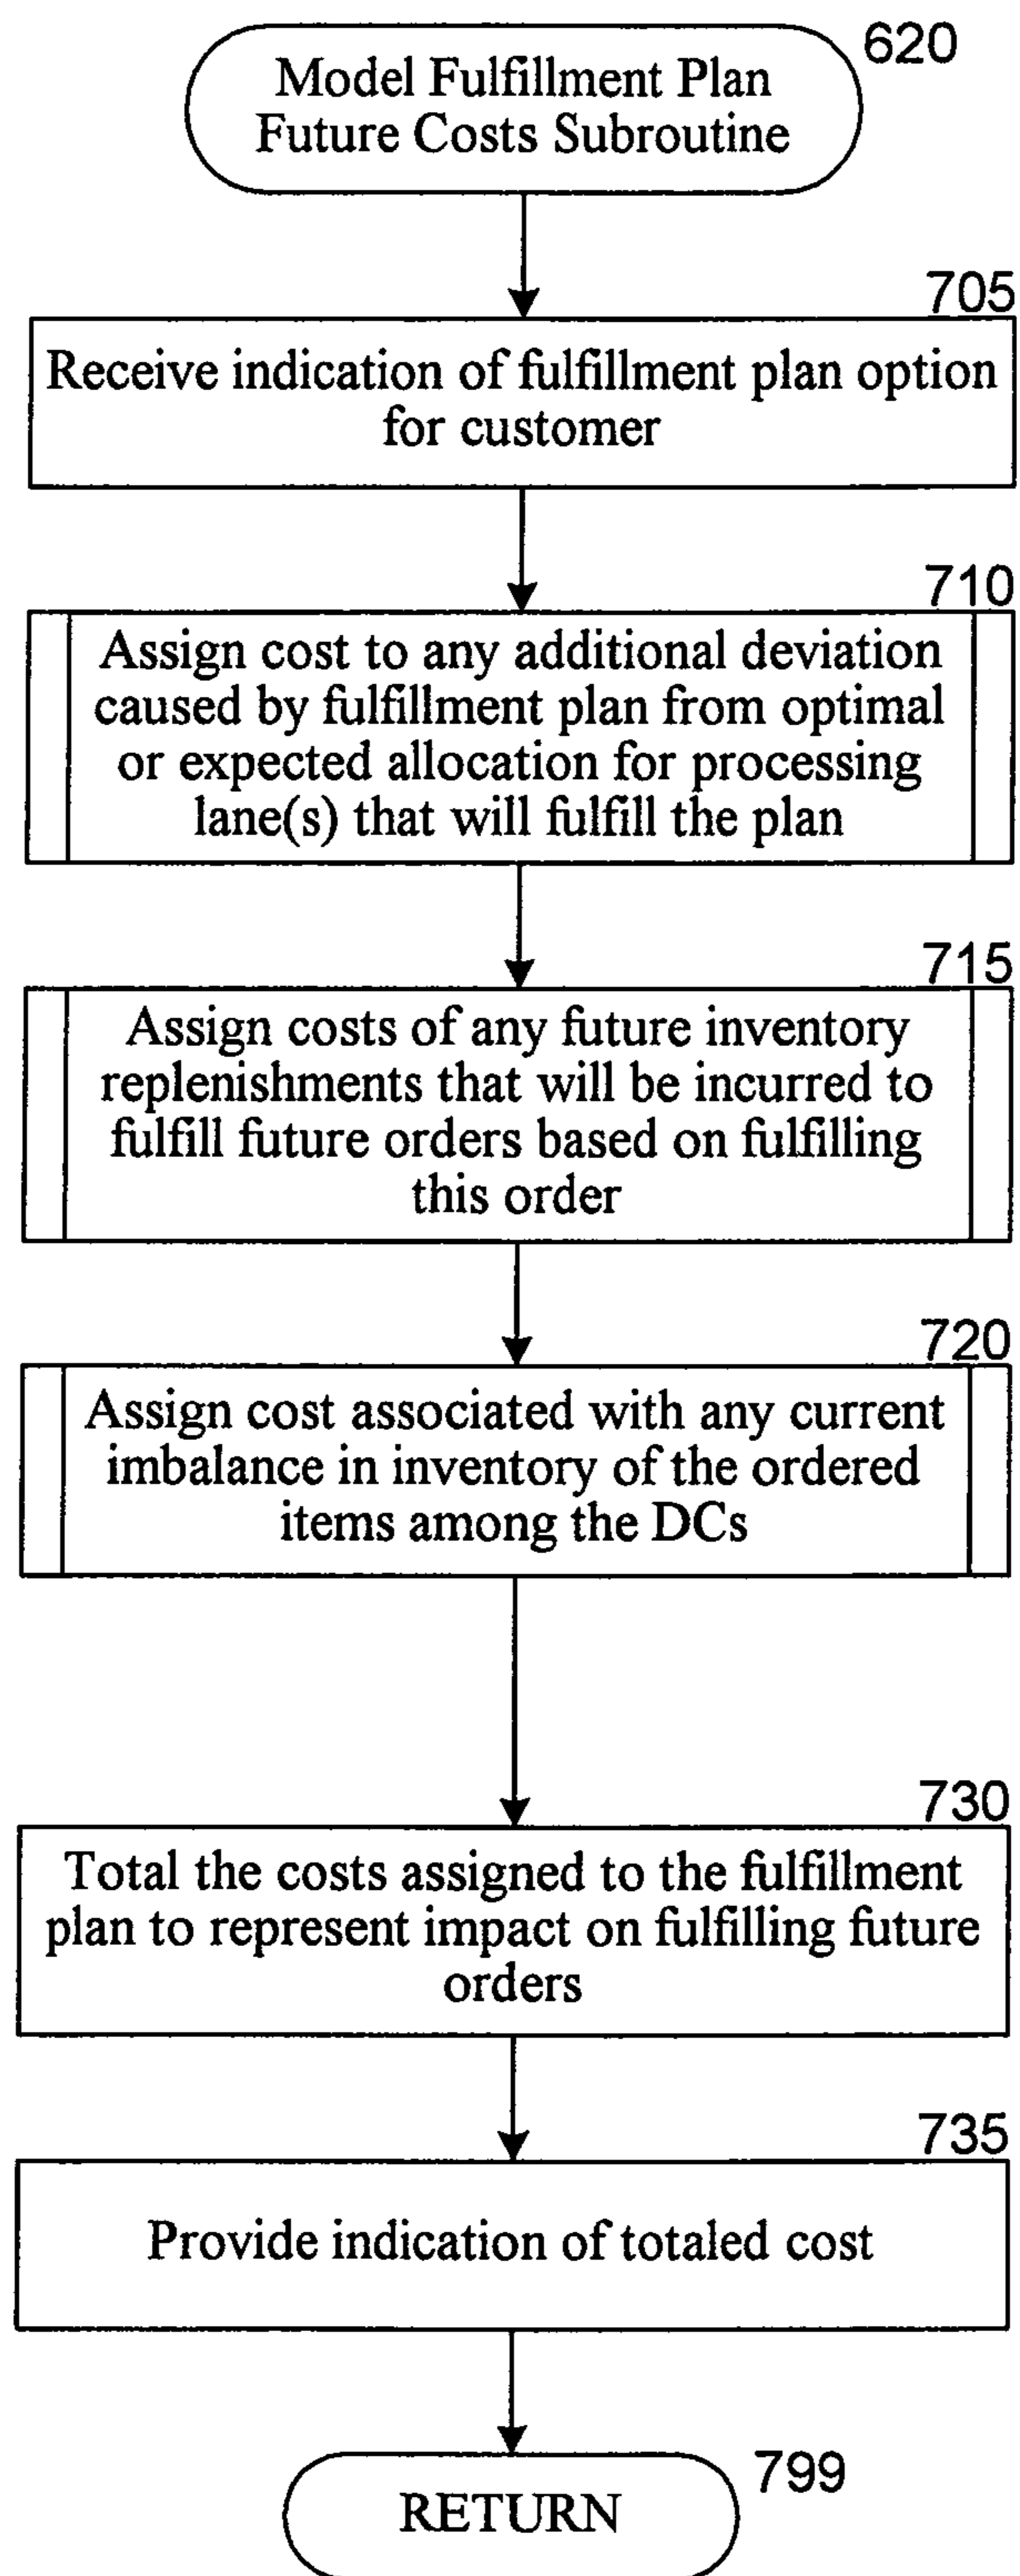 620
Model Fulfillment Plan
Future Costs Subroutine
705
Receive indication of fulfillment plan option
for customer
710
Assign cost to any additional deviation
caused by fulfillment plan from optimal
or expected allocation for processing
lane(s) that will fulfill the plan
715
Assign costs of any future inventory
replenishments that will be incurred to
fulfill future orders based on fulfilling
this order
720
Assign cost associated with any current
imbalance in inventory of the ordered
items among the DCs
730
Total the costs assigned to the fulfillment
plan to represent impact on fulfilling future
orders
735
Provide indication of totaled cost
799
RETURN